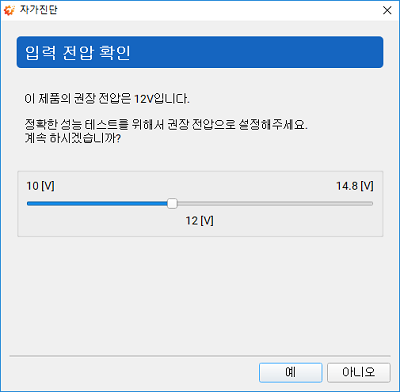 자가진단
입력 전압 확인
이 제품의 권장 전압은 12V입니다.
정확한 성능 테스트를 위해서 권장 전압으로 설정해주세요.
계속 하시겠습니까?
10 [V] 14.8 [V]
12 [V]
예 아니오